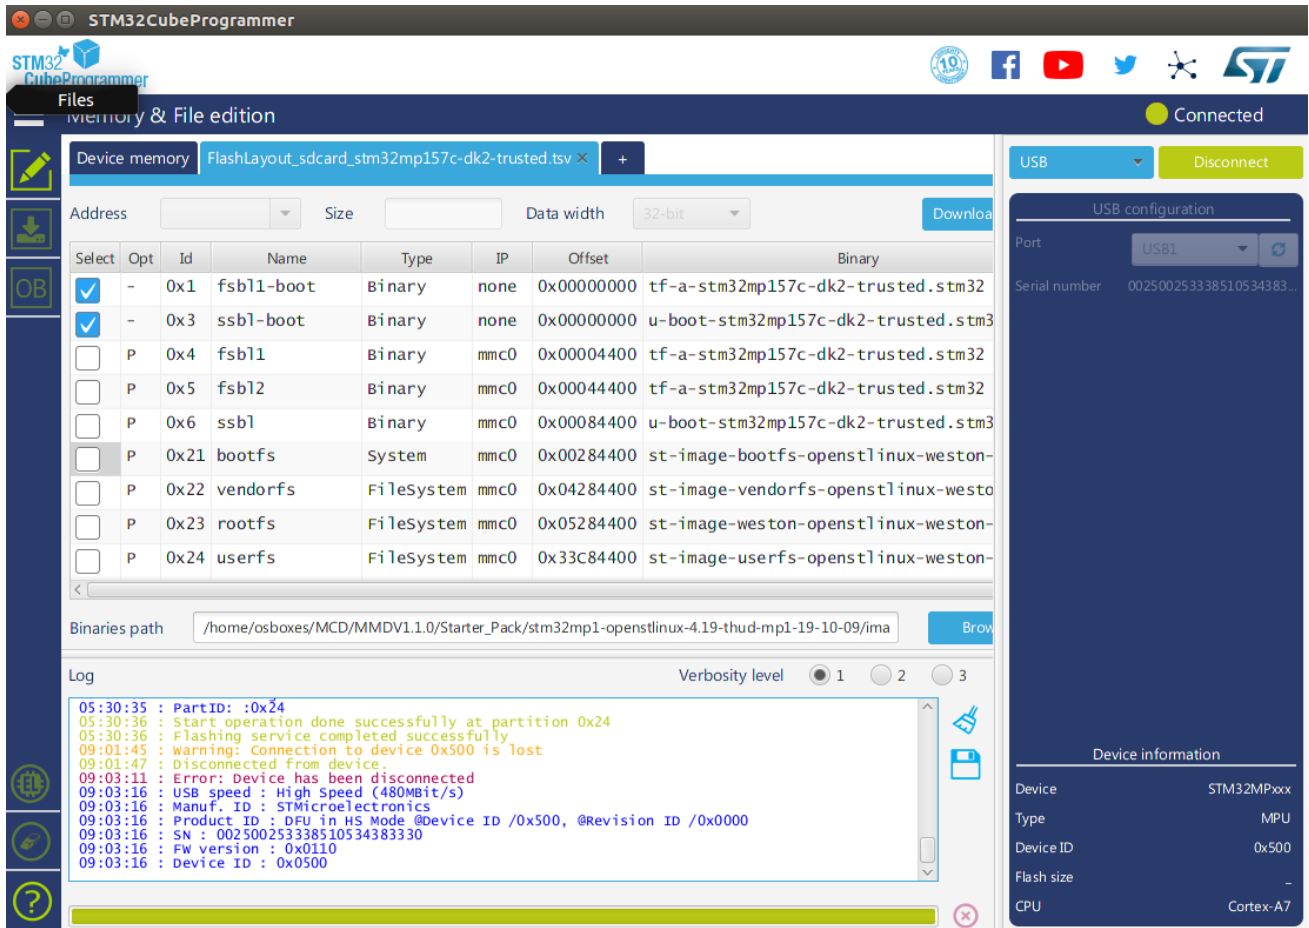 STM32CubeProgrammer
STM32
CubeProgrammer
10
Files
Memory & File edition
Connected
Device memory
FlashLayout_sdcard_stm32mp157c-dk2-trusted.tsv ×
+
USB
Disconnect
Address
Size
Data width
32-bit
Downloa
USB configuration
Port
USB1
Serial number
002500253338510534383...
OB
Select Opt Id Name Type IP Offset Binary
- 0x1 fsbl1-boot Binary none 0x00000000 tf-a-stm32mp157c-dk2-trusted.stm32
- 0x3 ssbl-boot Binary none 0x00000000 u-boot-stm32mp157c-dk2-trusted.stm3
P 0x4 fsbl1 Binary mmc0 0x00004400 tf-a-stm32mp157c-dk2-trusted.stm32
P 0x5 fsbl2 Binary mmc0 0x00044400 tf-a-stm32mp157c-dk2-trusted.stm32
P 0x6 ssbl Binary mmc0 0x00084400 u-boot-stm32mp157c-dk2-trusted.stm3
P 0x21 bootfs System mmc0 0x00284400 st-image-bootfs-openstlinux-weston-
P 0x22 vendorfs FileSystem mmc0 0x04284400 st-image-vendorfs-openstlinux-westo
P 0x23 rootfs FileSystem mmc0 0x05284400 st-image-weston-openstlinux-weston-
P 0x24 userfs FileSystem mmc0 0x33C84400 st-image-userfs-openstlinux-weston-
Binaries path
/home/osboxes/MCD/MMDV1.1.0/Starter_Pack/stm32mp1-openstlinux-4.19-thud-mp1-19-10-09/ima
Brow
Log
Verbosity level 1 2 3
05:30:35 : PartID: :0x24
05:30:36 : Start operation done successfully at partition 0x24
05:30:36 : Flashing service completed successfully
09:01:45 : Warning: Connection to device 0x500 is lost
09:01:47 : Disconnected from device.
09:03:11 : Error: Device has been disconnected
09:03:16 : USB speed : High Speed (480MBit/s)
09:03:16 : Manuf. ID : STMicroelectronics
09:03:16 : Product ID : DFU in HS Mode @Device ID /0x500, @Revision ID /0x0000
09:03:16 : SN : 002500253338510534383330
09:03:16 : FW version : 0x0110
09:03:16 : Device ID : 0x0500
Device information
Device STM32MPxxx
Type MPU
Device ID 0x500
Flash size _
CPU Cortex-A7
?